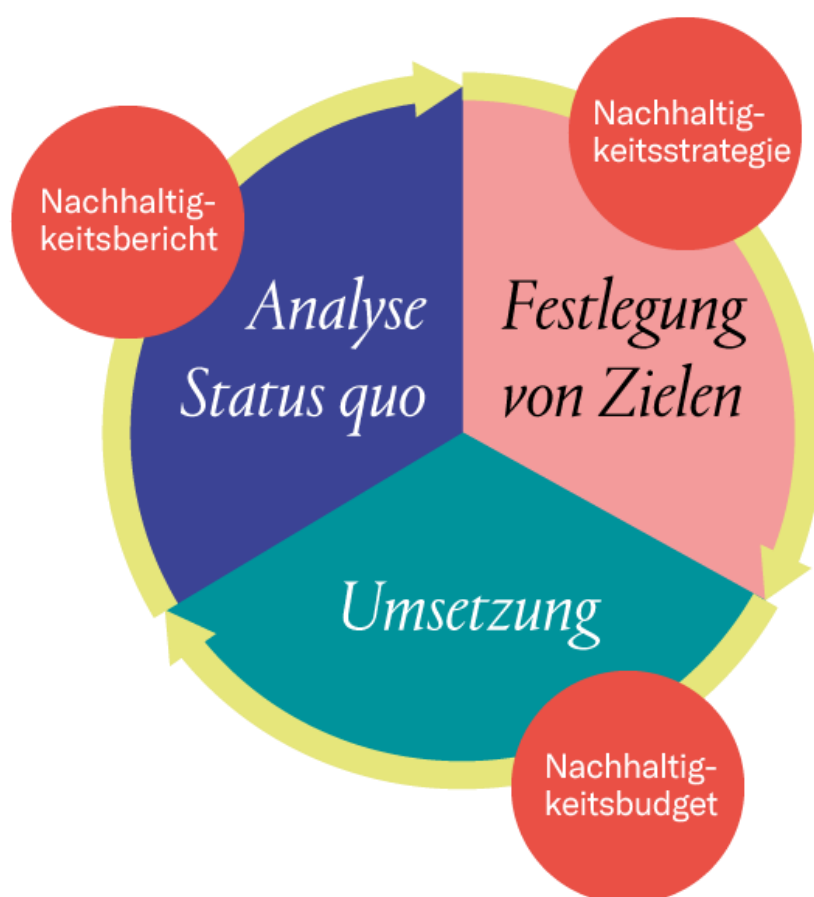 Nachhaltig-
keitsstrategie
Nachhaltig-
keitsbericht
Analyse
Status quo
Festlegung
von Zielen
Umsetzung
Nachhaltig-
keitsbudget